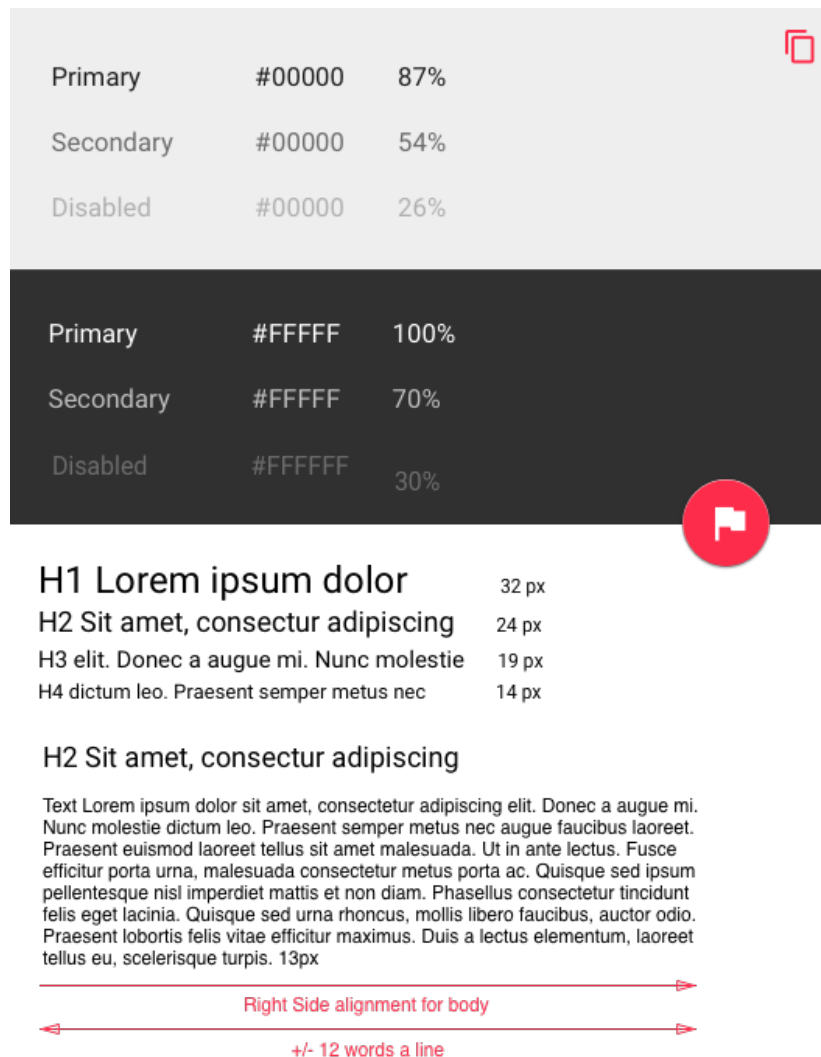 Primary #00000 87%
Secondary #00000 54%
Disabled #00000 26%
Primary #FFFFF 100%
Secondary #FFFFF 70%
Disabled #FFFFFF 30%
H1 Lorem ipsum dolor 32 px
H2 Sit amet, consectur adipiscing 24 px
H3 elit. Donec a augue mi. Nunc molestie 19 px
H4 dictum leo. Praesent semper metus nec 14 px
H2 Sit amet, consectur adipiscing
Text Lorem ipsum dolor sit amet, consectetur adipiscing elit. Donec a augue mi.
Nunc molestie dictum leo. Praesent semper metus nec augue faucibus laoreet.
Praesent euismod laoreet tellus sit amet malesuada. Ut in ante lectus. Fusce
efficitur porta urna, malesuada consectetur metus porta ac. Quisque sed ipsum
pellentesque nisl imperdiet mattis et non diam. Phasellus consectetur tincidunt
felis eget lacinia. Quisque sed urna rhoncus, mollis libero faucibus, auctor odio.
Praesent lobortis felis vitae efficitur maximus. Duis a lectus elementum, laoreet
tellus eu, scelerisque turpis. 13px
Right Side alignment for body
+/- 12 words a line